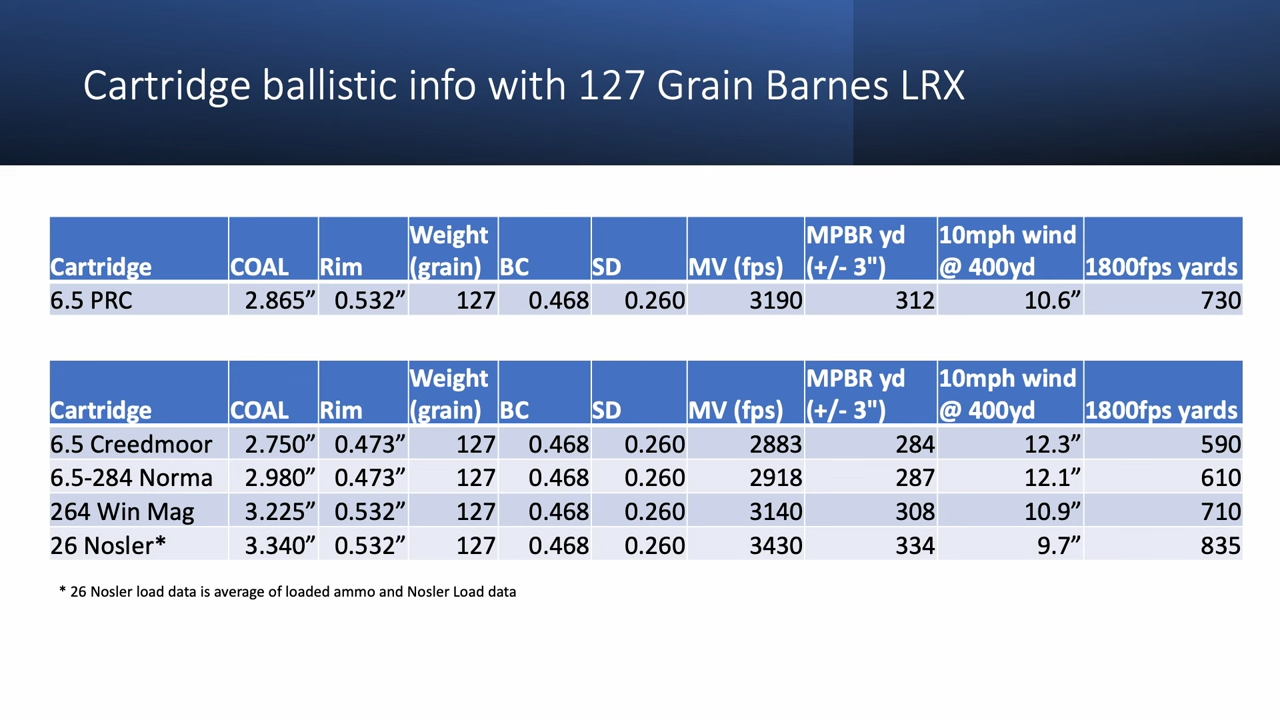 Cartridge ballistic info with 127 Grain Barnes LRX
Cartridge COAL Rim Weight (grain) BC SD MV (fps) MPBR yd (+/- 3") 10mph wind @ 400yd 1800fps yards
6.5 PRC 2.865” 0.532” 127 0.468 0.260 3190 312 10.6” 730
Cartridge COAL Rim Weight (grain) BC SD MV (fps) MPBR yd (+/- 3") 10mph wind @ 400yd 1800fps yards
6.5 Creedmoor 2.750” 0.473” 127 0.468 0.260 2883 284 12.3” 590
6.5-284 Norma 2.980” 0.473” 127 0.468 0.260 2918 287 12.1” 610
264 Win Mag 3.225” 0.532” 127 0.468 0.260 3140 308 10.9” 710
26 Nosler* 3.340” 0.532” 127 0.468 0.260 3430 334 9.7” 835
* 26 Nosler load data is average of loaded ammo and Nosler Load data